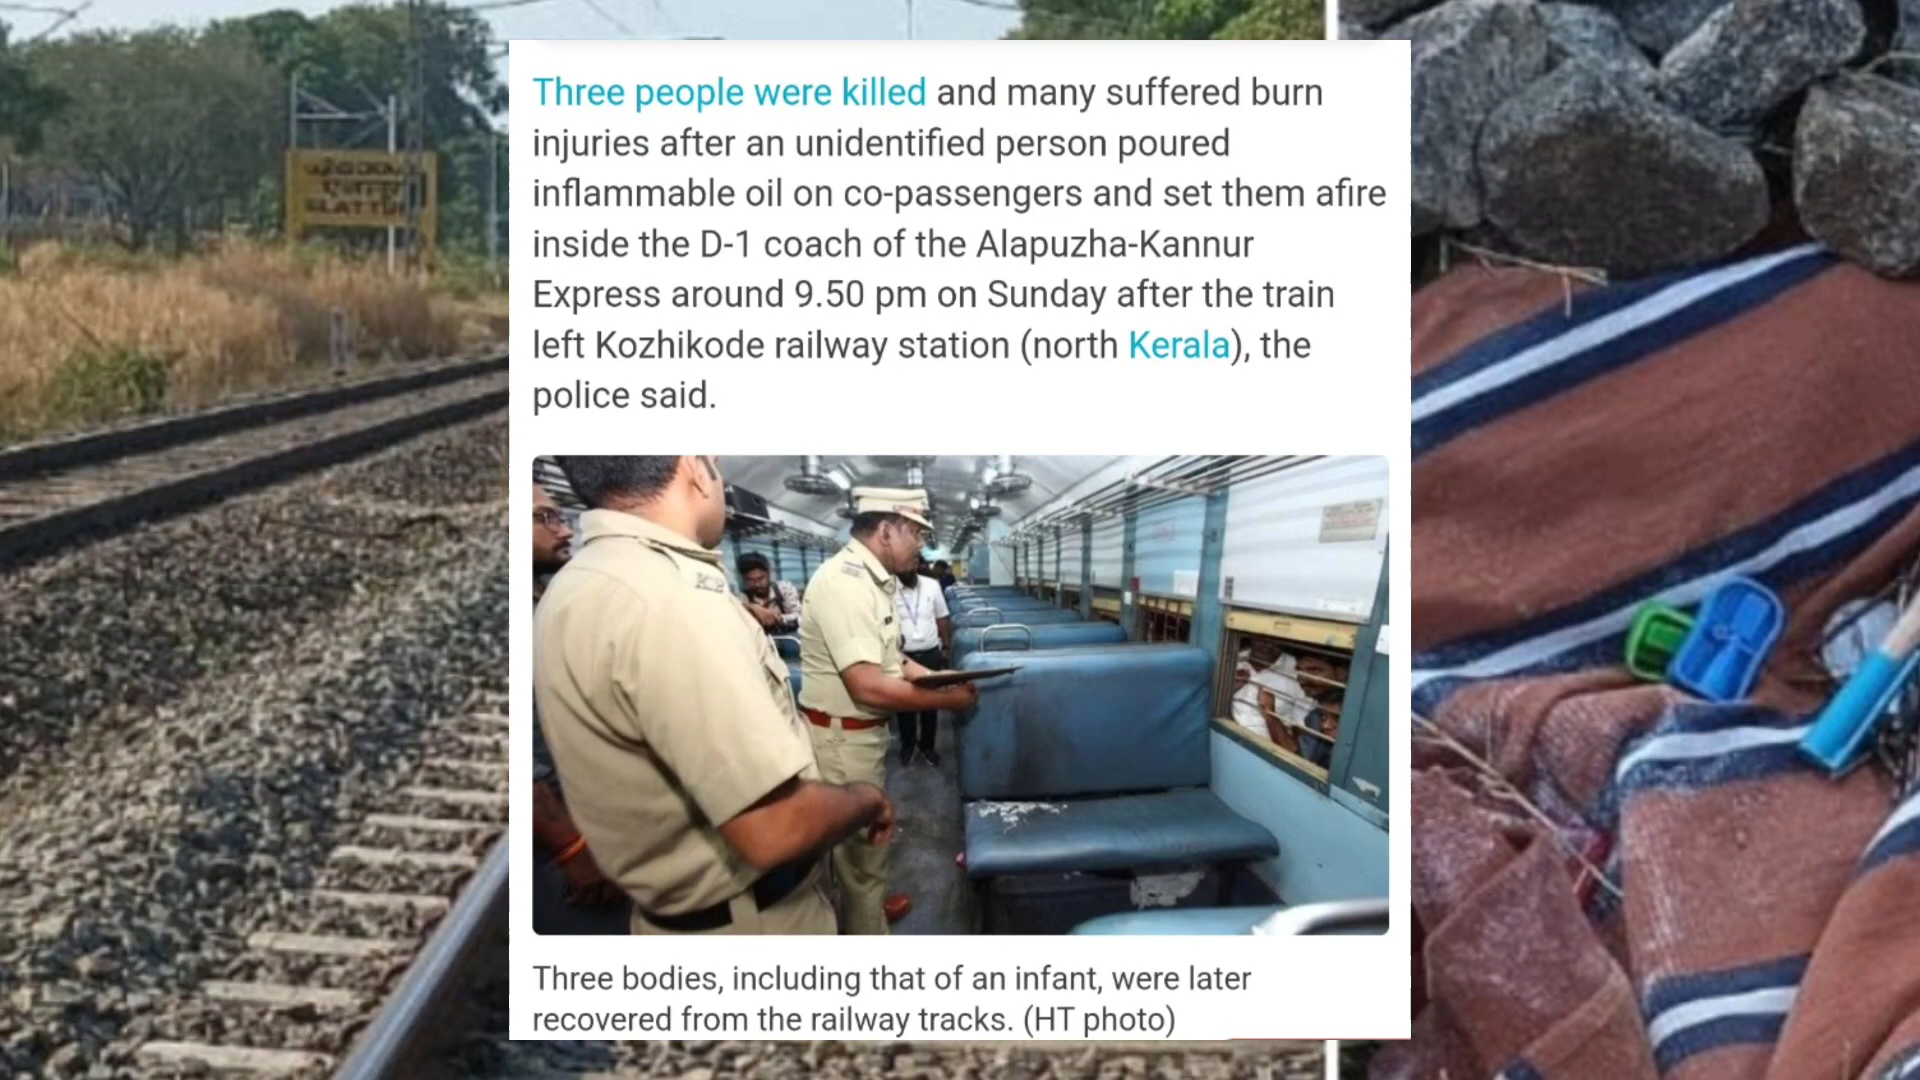 एलत्तूर
ELATTUR
Three people were killed and many suffered burn
injuries after an unidentified person poured
inflammable oil on co-passengers and set them afire
inside the D-1 coach of the Alapuzha-Kannur
Express around 9.50 pm on Sunday after the train
left Kozhikode railway station (north Kerala), the
police said.
KP
Three bodies, including that of an infant, were later
recovered from the railway tracks. (HT photo)